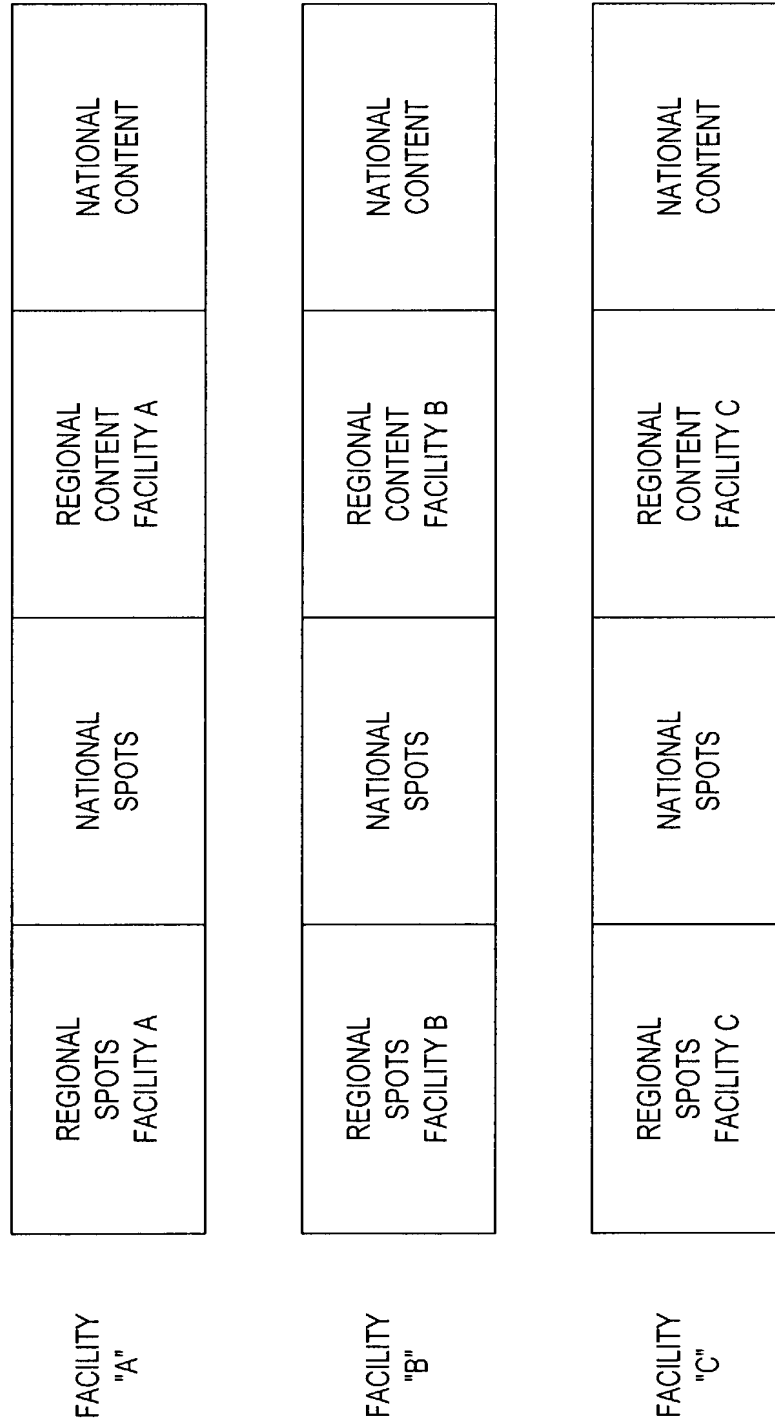 FACILITY
"A"
REGIONAL
SPOTS
FACILITY A
NATIONAL
SPOTS
REGIONAL
CONTENT
FACILITY A
NATIONAL
CONTENT
FACILITY
"B"
REGIONAL
SPOTS
FACILITY B
NATIONAL
SPOTS
REGIONAL
CONTENT
FACILITY B
NATIONAL
CONTENT
FACILITY
"C"
REGIONAL
SPOTS
FACILITY C
NATIONAL
SPOTS
REGIONAL
CONTENT
FACILITY C
NATIONAL
CONTENT